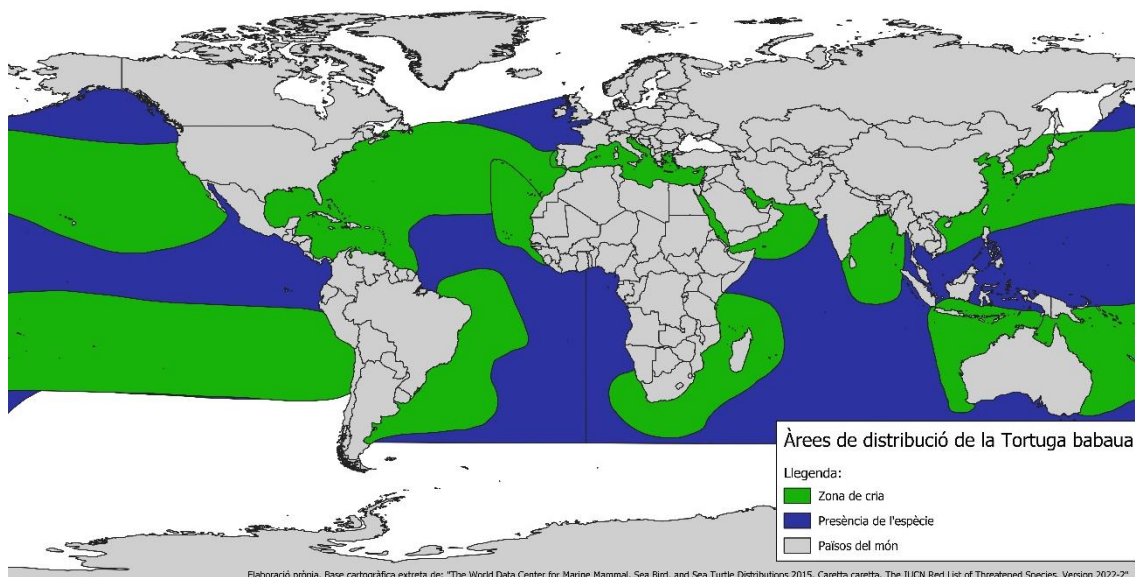 Àrees de distribució de la Tortuga babaua
Llegenda:
Zona de cria
Presència de l'espècie
Països del món
Elaboració pròpia. Base cartogràfica extreta de: "The World Data Center for Marine Mammal, Sea Bird, and Sea Turtle Distributions 2015. Caretta caretta. The IUCN Red List of Threatened Species. Version 2022-2"